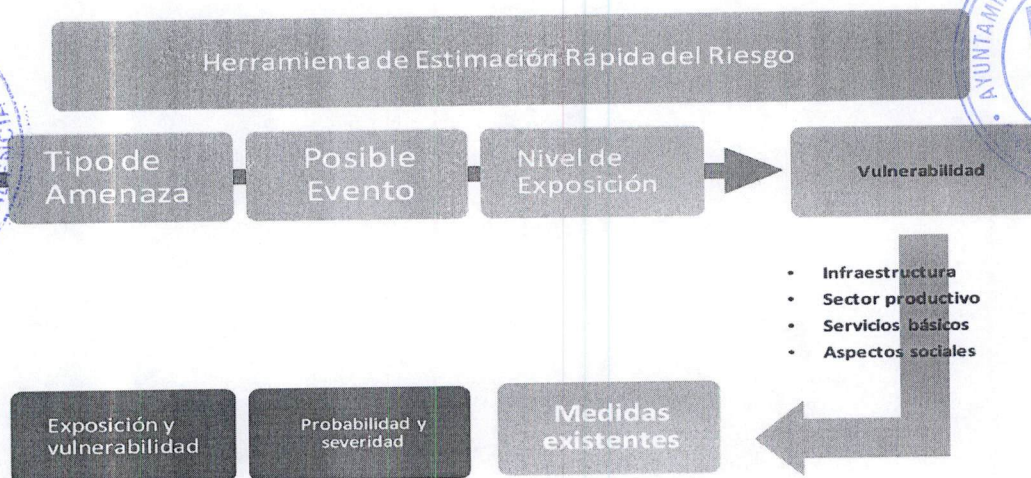 Herramienta de Estimación Rápida del Riesgo
AYUNTAM
Tipo de
Amenaza
Posible
Evento
Nivel de
Exposición
Vulnerabilidad
• Infraestructura
• Sector productivo
• Servicios básicos
• Aspectos sociales
Medidas
existentes
Probabilidad y
severidad
Exposición y
vulnerabilidad